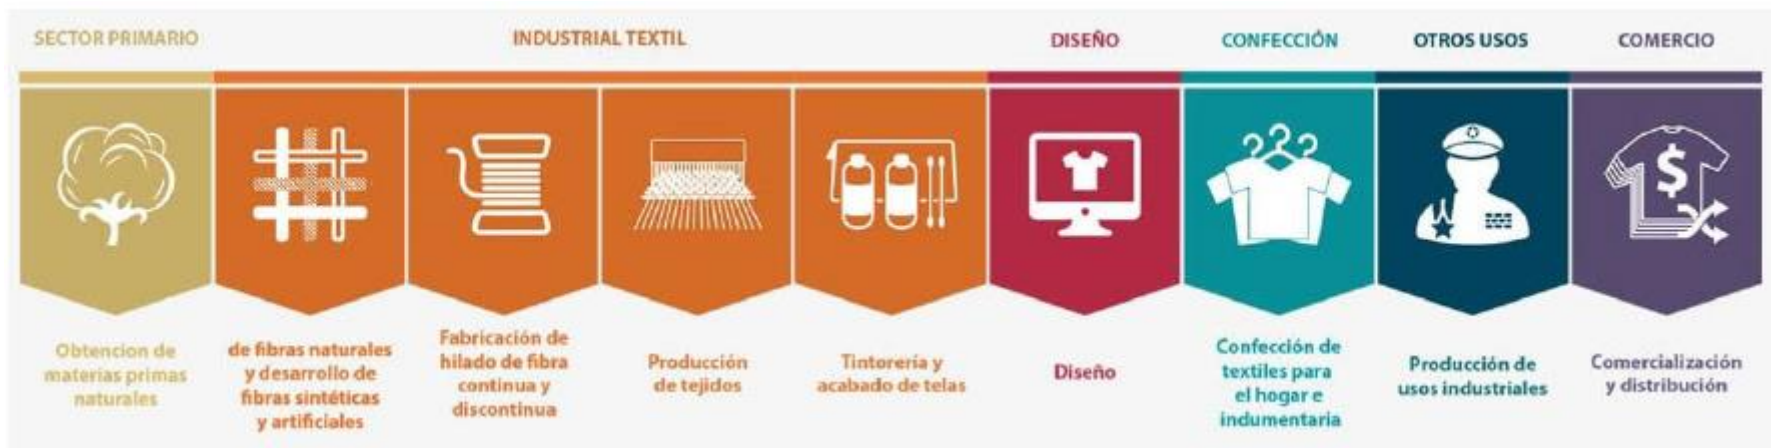 SECTOR PRIMARIO
INDUSTRIAL TEXTIL
DISEÑO
CONFECCIÓN
OTROS USOS
COMERCIO
$
Obtencion de
materias primas
naturales
de fibras naturales
y desarrollo de
fibras sintéticas
y artificiales
Fabricación de
hilado de fibra
continua y
discontinua
Producción
de tejidos
Tintorería y
acabado de telas
Diseño
Confección de
textiles para
el hogar e
indumentaria
Producción de
usos industriales
Comercialización
y distribución